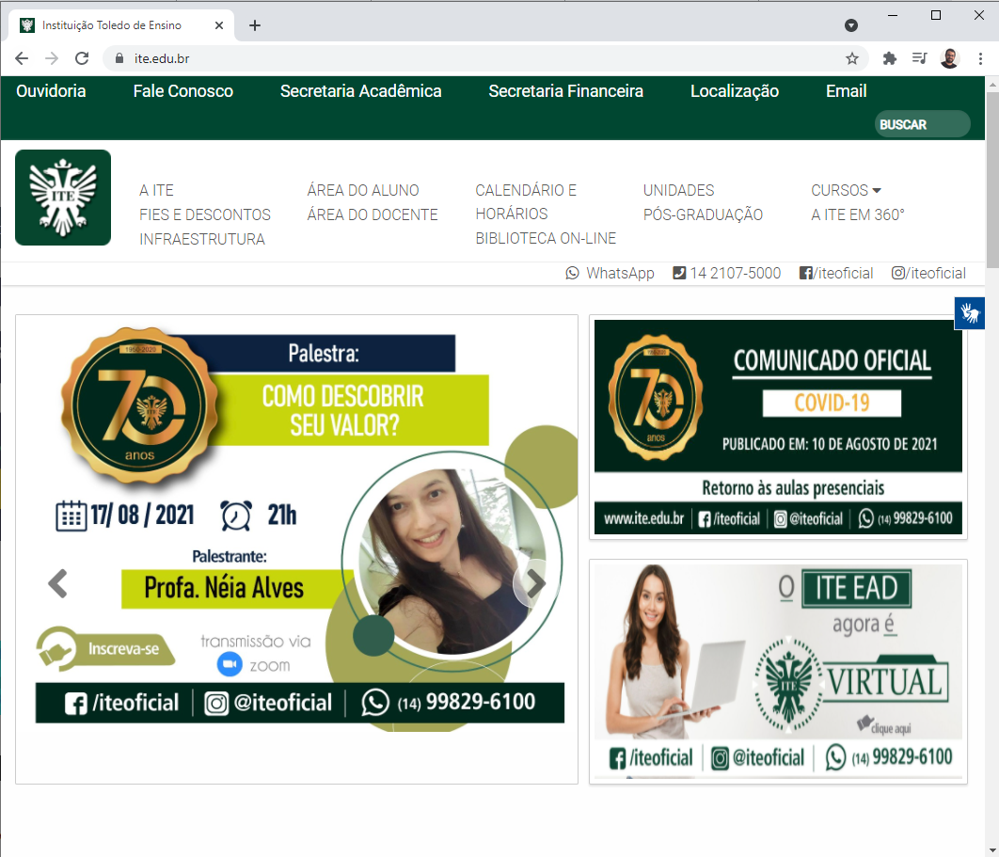 Instituição Toledo de Ensino
ite.edu.br
Ouvidoria
Fale Conosco
Secretaria Acadêmica
Secretaria Financeira
Localização
Email
BUSCAR
ITE
A ITE
FIES E DESCONTOS
INFRAESTRUTURA
ÁREA DO ALUNO
ÁREA DO DOCENTE
CALENDÁRIO E
HORÁRIOS
BIBLIOTECA ON-LINE
UNIDADES
PÓS-GRADUAÇÃO
CURSOS
A ITE EM 360°
WhatsApp
14 2107-5000
/iteoficial
/iteoficial
1950-2020
70
anos
Palestra:
COMO DESCOBRIR
SEU VALOR?
17/ 08 / 2021
21h
Palestrante:
Profa. Néia Alves
Inscreva-se
transmissão via
zoom
/iteoficial
@iteoficial
(14) 99829-6100
70
anos
COMUNICADO OFICIAL
COVID-19
PUBLICADO EM: 10 DE AGOSTO DE 2021
Retorno às aulas presenciais
www.ite.edu.br
/iteoficial
@iteoficial
(14) 99829-6100
O ITE EAD
agora é
ITE
VIRTUAL
clique aqui
/iteoficial
@iteoficial
(14) 99829-6100